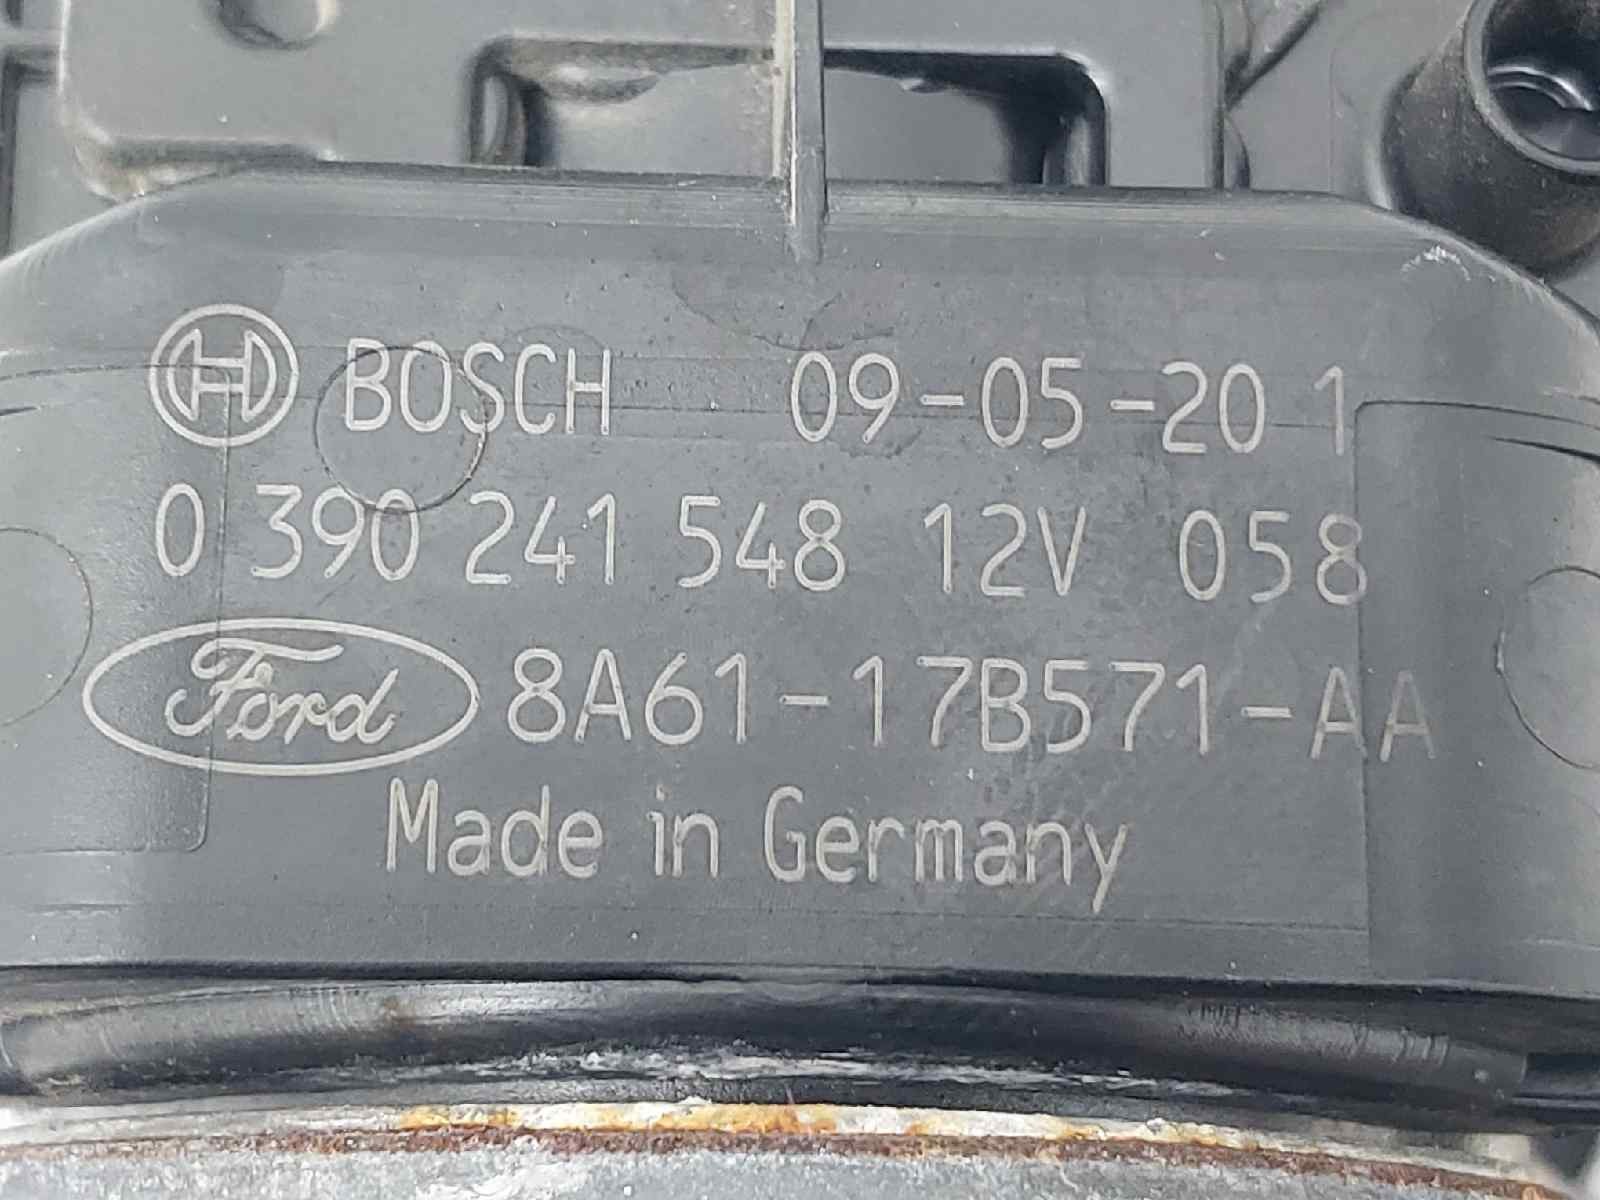 BOSCH 09-05-20 1
0 390 241 548 12V 058
Ford 8A61-17B571-AA
Made in Germany